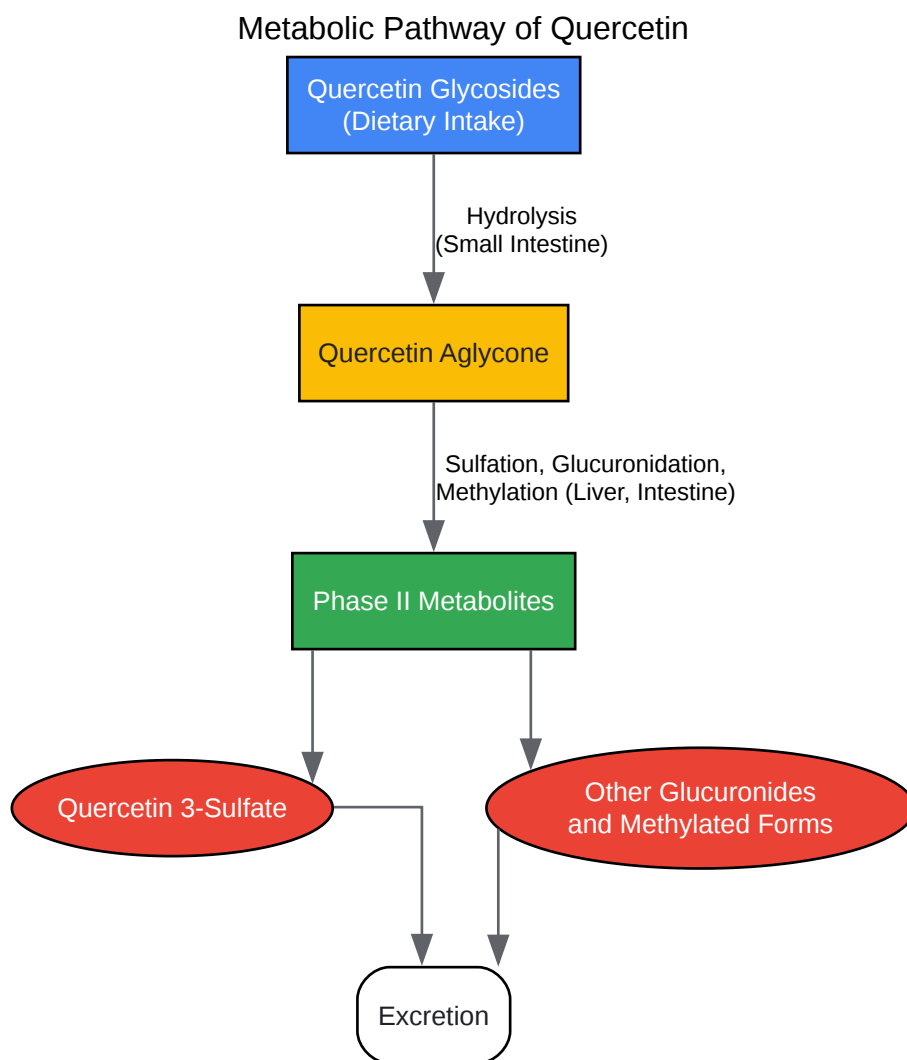 Metabolic Pathway of Quercetin
Quercetin Glycosides
(Dietary Intake)
Hydrolysis
(Small Intestine)
Quercetin Aglycone
Sulfation, Glucuronidation,
Methylation (Liver, Intestine)
Phase II Metabolites
Quercetin 3-Sulfate
Other Glucuronides
and Methylated Forms
Excretion